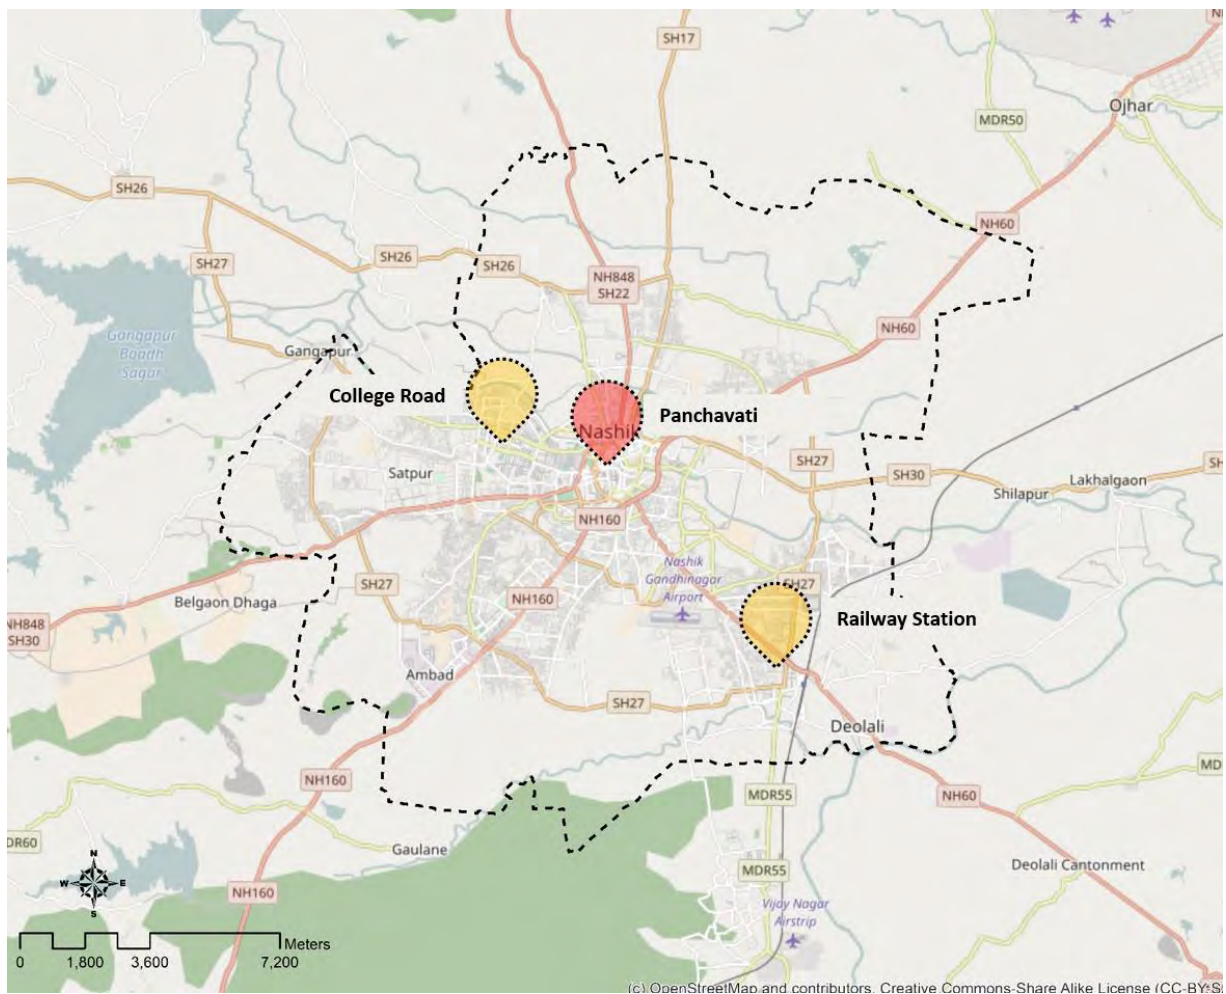 SH17
Ojhar
MDR50
SH26
NH60
SH27
SH26
SH26
NH848
SH22
NH60
Gangapur
Baadh
Sagar
Gangapur
College Road
Panchavati
Nashik
Satpur
SH27
SH30
Lakhalgaon
Shilapur
NH160
Nashik
Gandhinagar
Airport
SH27
SH27
NH160
Belgaon Dhaga
NH848
SH30
Railway Station
Ambad
SH27
Deolali
NH160
MDR55
NH60
MD
DR60
Gaulane
Deolali Cantonment
MDR55
NH160
Vijay Nagar
Airstrip
N
W E
S
Meters
0 1,800 3,600 7,200
(c) OpenStreetMap and contributors, Creative Commons-Share Alike License (CC-BY-S